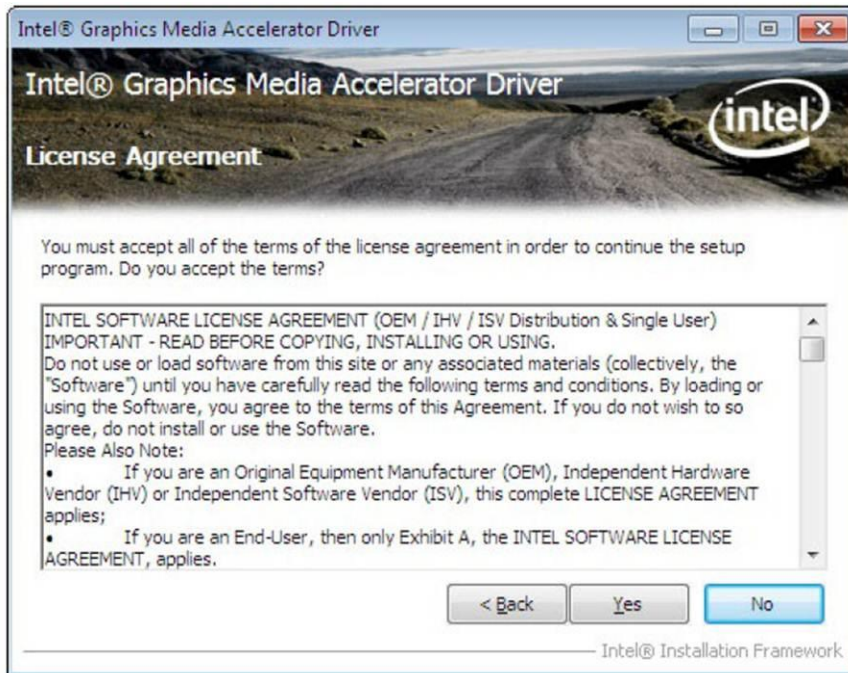 Intel® Graphics Media Accelerator Driver
Intel® Graphics Media Accelerator Driver
intel
License Agreement
You must accept all of the terms of the license agreement in order to continue the setup
program. Do you accept the terms?
INTEL SOFTWARE LICENSE AGREEMENT (OEM / IHV / ISV Distribution & Single User)
IMPORTANT - READ BEFORE COPYING, INSTALLING OR USING.
Do not use or load software from this site or any associated materials (collectively, the
"Software") until you have carefully read the following terms and conditions. By loading or
using the Software, you agree to the terms of this Agreement. If you do not wish to so
agree, do not install or use the Software.
Please Also Note:
• If you are an Original Equipment Manufacturer (OEM), Independent Hardware
Vendor (IHV) or Independent Software Vendor (ISV), this complete LICENSE AGREEMENT
applies;
• If you are an End-User, then only Exhibit A, the INTEL SOFTWARE LICENSE
AGREEMENT, applies.
< Back Yes No
Intel® Installation Framework